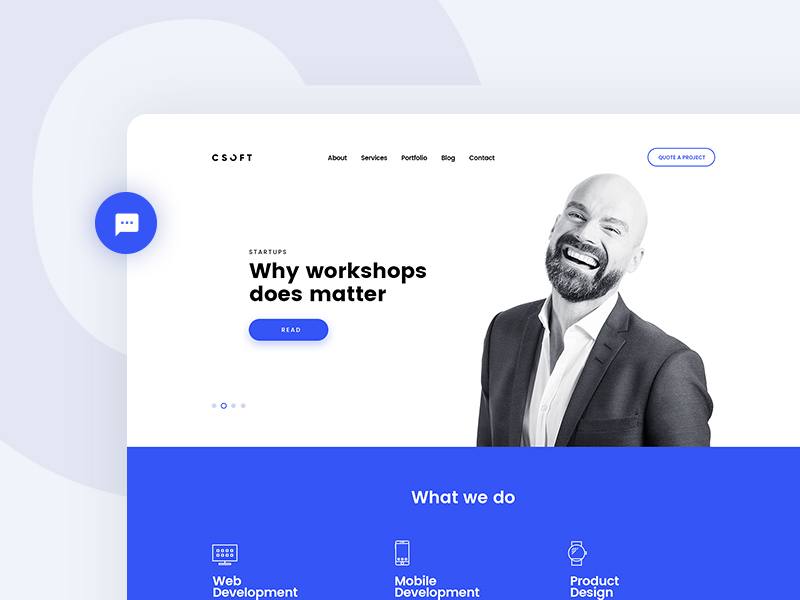 CSOFT
About Services Portfolio Blog Contact
QUOTE A PROJECT
STARTUPS
Why workshops
does matter
READ
What we do
Web
Development
Mobile
Development
Product
Design